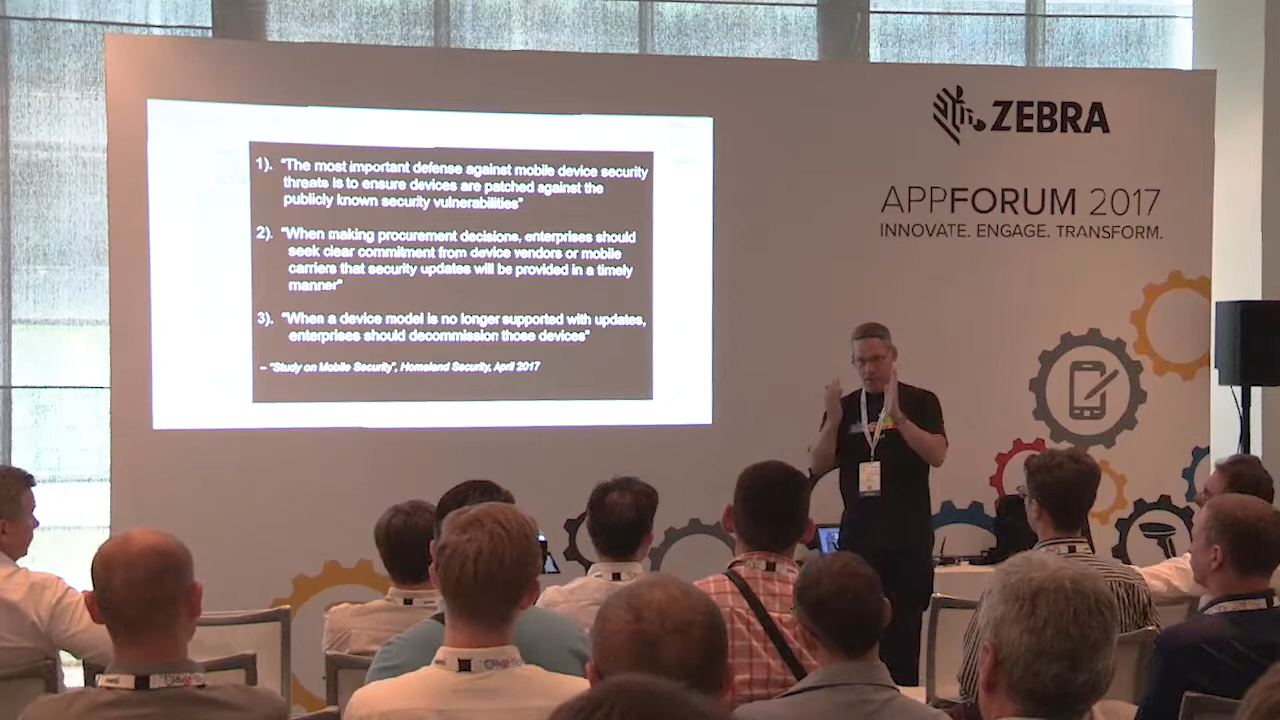 1). "The most important defense against mobile device security
threats is to ensure devices are patched against the
publicly known security vulnerabilities"
2). "When making procurement decisions, enterprises should
seek clear commitment from device vendors or mobile
carriers that security updates will be provided in a timely
manner"
3). "When a device model is no longer supported with updates,
enterprises should decommission those devices"
– "Study on Mobile Security", Homeland Security, April 2017
ZEBRA
APPFORUM 2017
INNOVATE. ENGAGE. TRANSFORM.